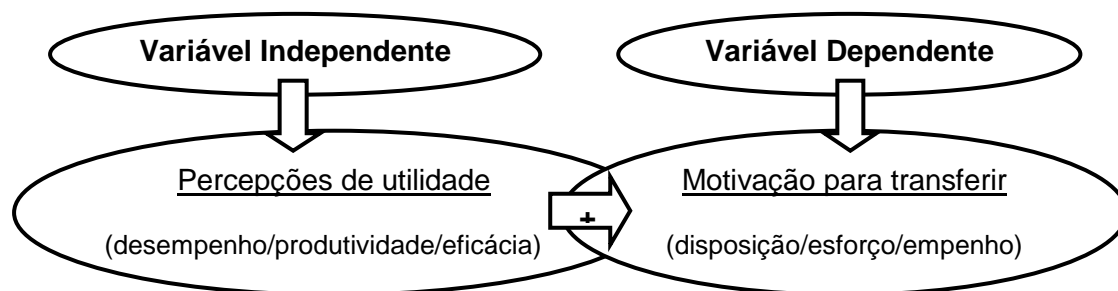 Variável Independente
Variável Dependente
Percepções de utilidade
Motivação para transferir
+
(desempenho/produtividade/eficácia)
(disposição/esforço/empenho)